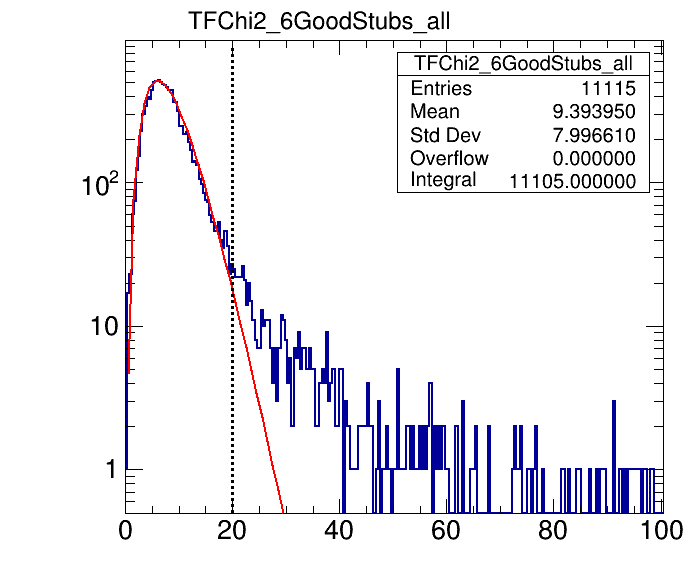 TFChi2_6GoodStubs_all
TFChi2_6GoodStubs_all
Entries 11115
Mean 9.393950
Std Dev 7.996610
Overflow 0.000000
Integral 11105.000000
10²
10
1
0 20 40 60 80 100